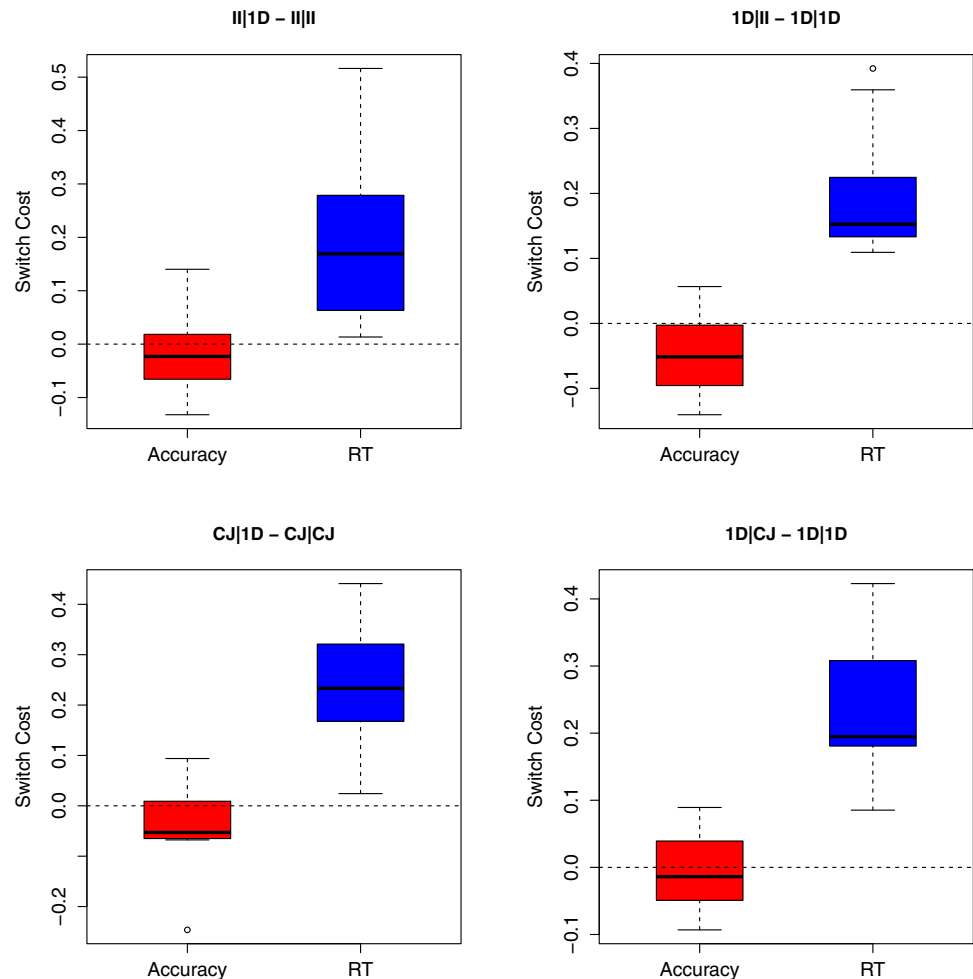 II|1D − II|II
Switch Cost
0.5
0.4
0.3
0.2
0.1
0.0
−0.1
Accuracy RT
1D|II − 1D|1D
Switch Cost
0.4
0.3
0.2
0.1
0.0
−0.1
Accuracy RT
CJ|1D − CJ|CJ
Switch Cost
0.4
0.3
0.2
0.1
0.0
−0.2
Accuracy RT
1D|CJ − 1D|1D
Switch Cost
0.4
0.3
0.2
0.1
0.0
−0.1
Accuracy RT